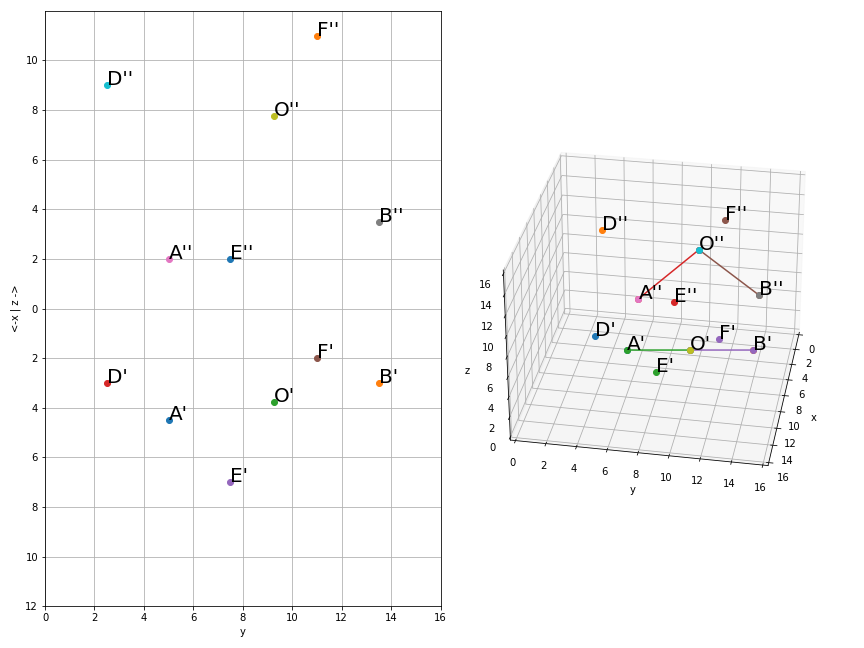 F''
D''
O''
B''
A'' E''
F'
D' B'
O'
A'
E'
10
8
6
4
2
0
2
4
6
8
10
12
0 2 4 6 8 10 12 14 16
y
<-x | z ->
F''
D''
O''
A'' E'' B''
D' F'
A' O' B'
E'
16
14
12
10
8
6
4
2
0
z
0 2 4 6 8 10 12 14 16
y
0
2
4
6
8
10
12
14
16
x